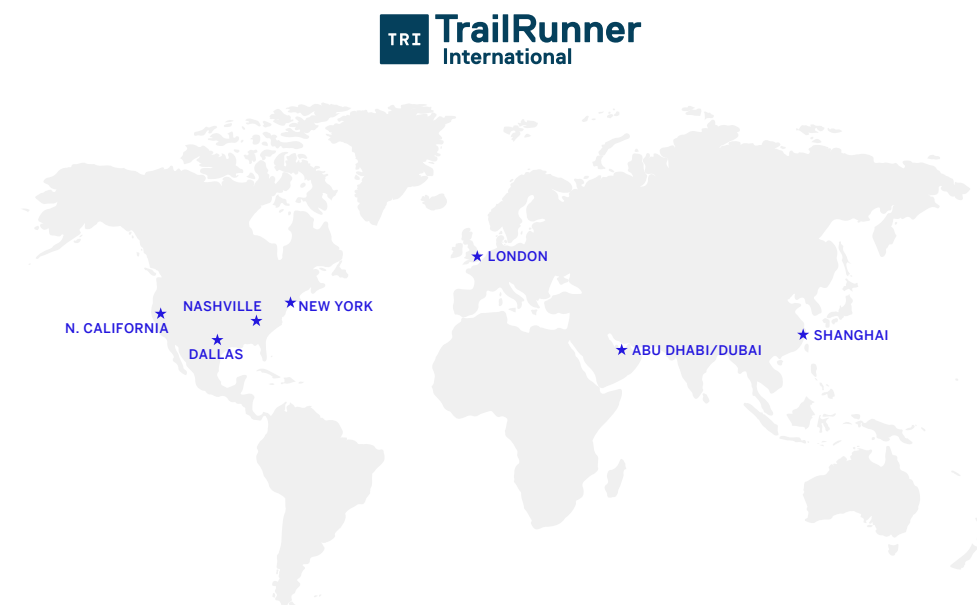 TRI
TrailRunner
International
LONDON
NASHVILLE
NEW YORK
N. CALIFORNIA
DALLAS
SHANGHAI
ABU DHABI/DUBAI